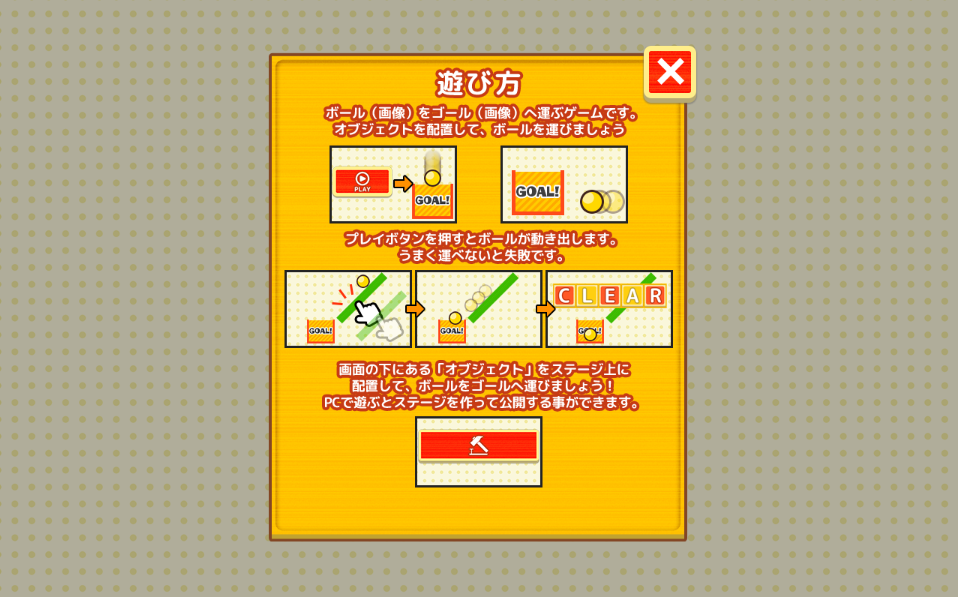 遊び方
ボール（画像）をゴール（画像）へ運ぶゲームです。
オブジェクトを配置して、ボールを運びましょう
PLAY
GOAL!
GOAL!
プレイボタンを押すとボールが動き出します。
うまく運べないと失敗です。
GOAL!
GOAL!
CLEAR
GOAL!
画面の下にある「オブジェクト」をステージ上に
配置して、ボールをゴールへ運びましょう！
PCで遊ぶとステージを作って公開する事ができます。